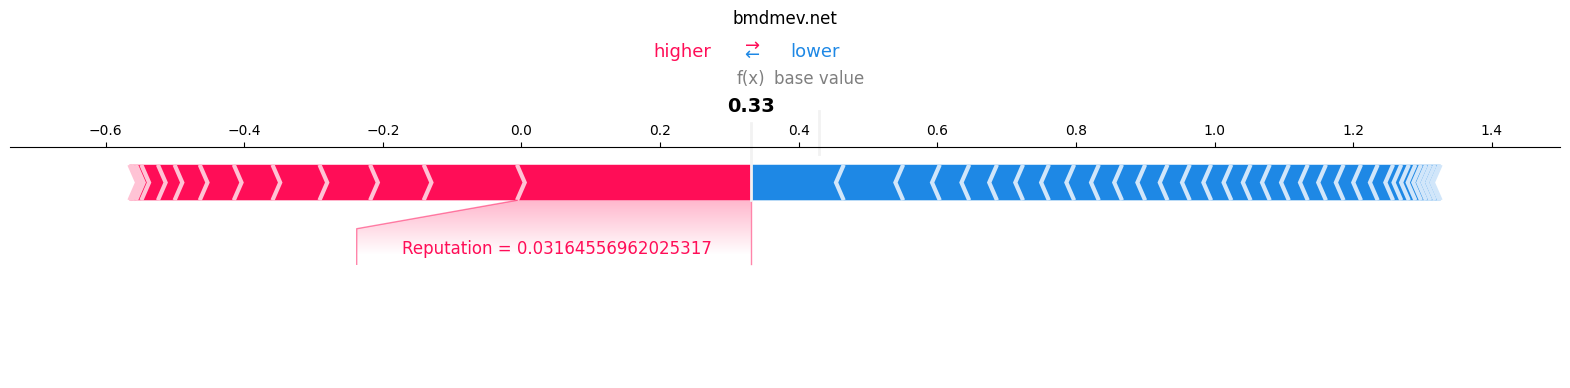 bmdmev.net
higher ⇄ lower
f(x) base value
0.33
−0.6 −0.4 −0.2 0.0 0.2 0.4 0.6 0.8 1.0 1.2 1.4
Reputation = 0.03164556962025317